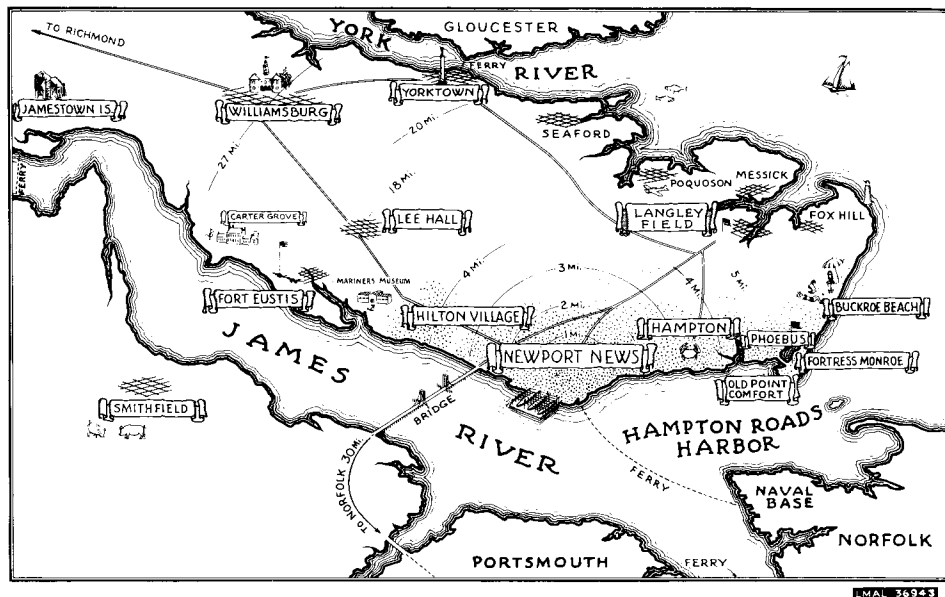 TO RICHMOND
YORK
GLOUCESTER
FERRY
RIVER
JAMESTOWN IS.
WILLIAMSBURG
YORKTOWN
20 MI.
SEAFORD
27 MI.
FERRY
18 MI.
POQUOSON
MESSICK
CARTER GROVE
LEE HALL
LANGLEY
FIELD
FOX HILL
4 MI.
3 MI.
4 MI.
5 MI.
MARINERS MUSEUM
FORT EUSTIS
HILTON VILLAGE
2 MI.
BUCKROE BEACH
1 MI.
HAMPTON
PHOEBUS
JAMES
NEWPORT NEWS
FORTRESS MONROE
OLD POINT
COMFORT
SMITHFIELD
BRIDGE
RIVER
HAMPTON ROADS
HARBOR
TO NORFOLK 30 MI.
FERRY
NAVAL
BASE
NORFOLK
PORTSMOUTH
FERRY
LMAL 36943